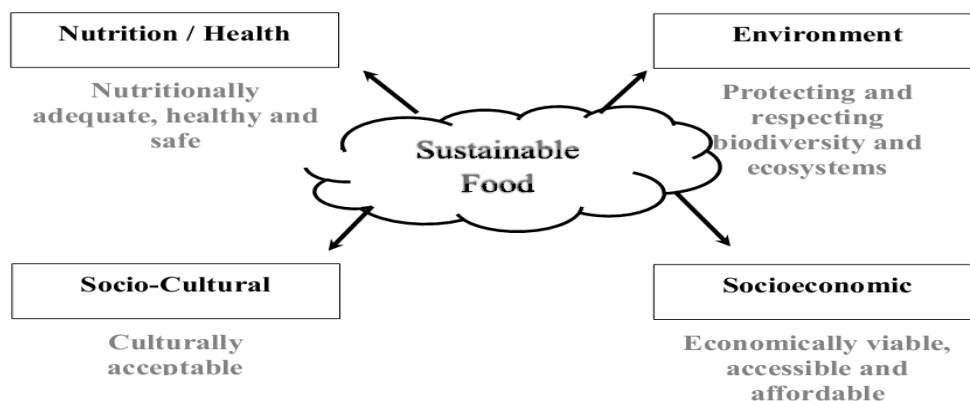 Nutrition / Health
Nutritionally
adequate, healthy and
safe
Environment
Protecting and
respecting
biodiversity and
ecosystems
Sustainable
Food
Socio-Cultural
Culturally
acceptable
Socioeconomic
Economically viable,
accessible and
affordable